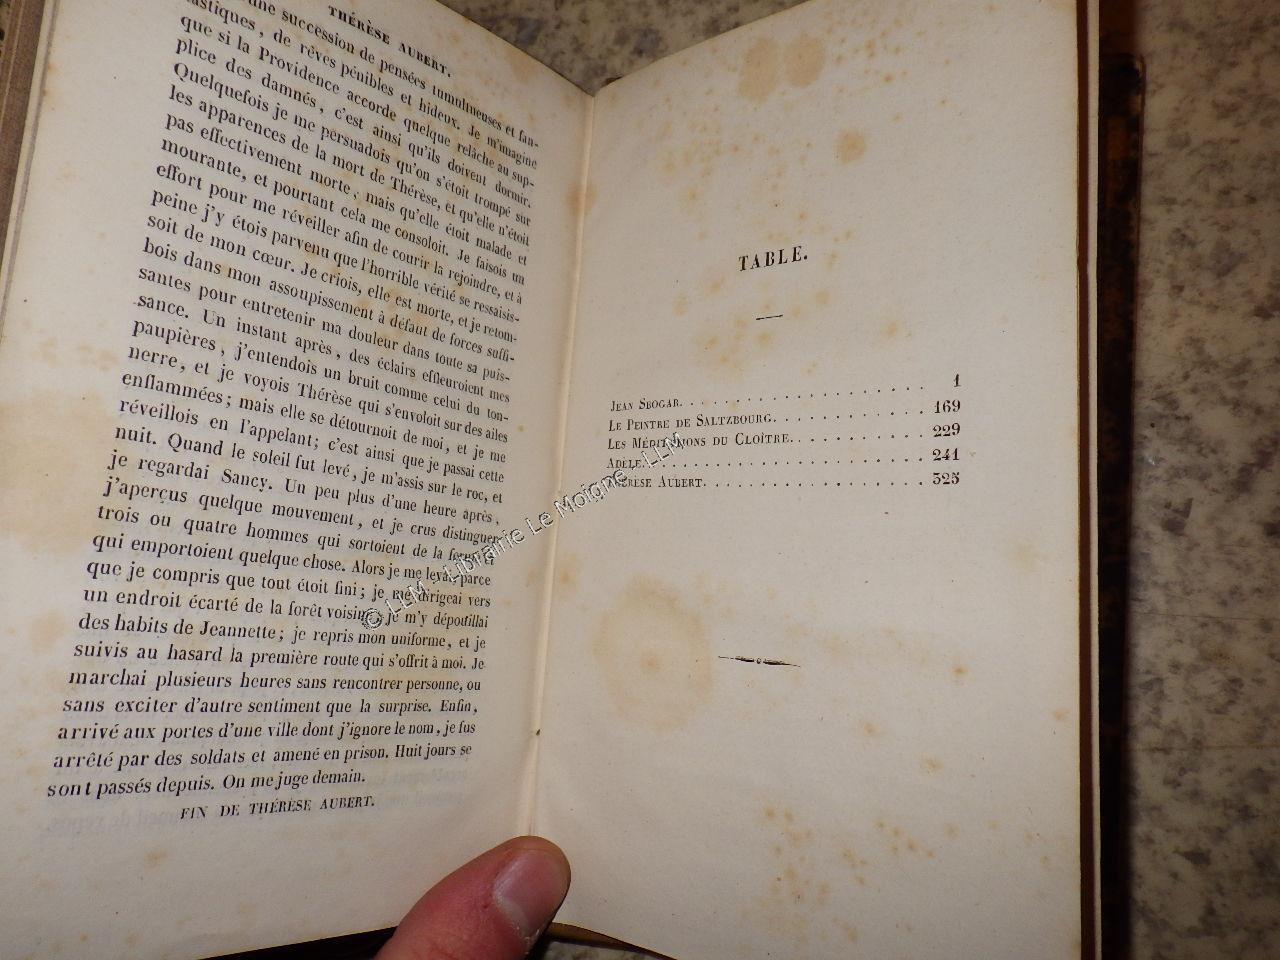 THÉRÈSE AUBERT.
une succession de pensées tumultueuses et fan-
tastiques, de rêves pénibles et hideux. Je m'imagine
que si la Providence accorde quelque relâche au sup-
plice des damnés, c'est ainsi qu'ils doivent dormir.
Quelquefois je me persuadois qu'on s'étoit trompé sur
les apparences de la mort de Thérèse, et qu'elle n'étoit
pas effectivement morte, mais qu'elle étoit malade et
mourante, et pourtant cela me consoloit. Je faisois un
effort pour me réveiller afin de courir la rejoindre, et à
peine j'y étois parvenu que l'horrible vérité se ressaisis-
soit de mon cœur. Je criois, elle est morte, et je retom-
bois dans mon assoupissement à défaut de forces suffi-
santes pour entretenir ma douleur dans toute sa puis-
sance. Un instant après, des éclairs effleuroient mes
paupières, j'entendois un bruit comme celui du ton-
nerre, et je voyois Thérèse qui s'envoloit sur des ailes
enflammées; mais elle se détournoit de moi, et je me
réveillois en l'appelant; c'est ainsi que je passai cette
nuit. Quand le soleil fut levé, je m'assis sur le roc, et
je regardai Sancy. Un peu plus d'une heure après,
j'aperçus quelque mouvement, et je crus distinguer
trois ou quatre hommes qui sortoient de la ferme et
qui emportoient quelque chose. Alors je me levai, parce
que je compris que tout étoit fini; je me dirigeai vers
un endroit écarté de la forêt voisine; je m'y dépouillai
des habits de Jeannette; je repris mon uniforme, et je
suivis au hasard la première route qui s'offrit à moi. Je
marchai plusieurs heures sans rencontrer personne, ou
sans exciter d'autre sentiment que la surprise. Enfin,
arrivé aux portes d'une ville dont j'ignore le nom, je fus
arrêté par des soldats et amené en prison. Huit jours se
sont passés depuis. On me juge demain.
FIN DE THÉRÈSE AUBERT.
TABLE.
JEAN SBOGAR. 1
LE PEINTRE DE SALTZBOURG. 169
LES MÉDITATIONS DU CLOÎTRE. 229
ADÈLE. 241
THÉRÈSE AUBERT. 325
© LLM - Librairie Le Moigne - LLM